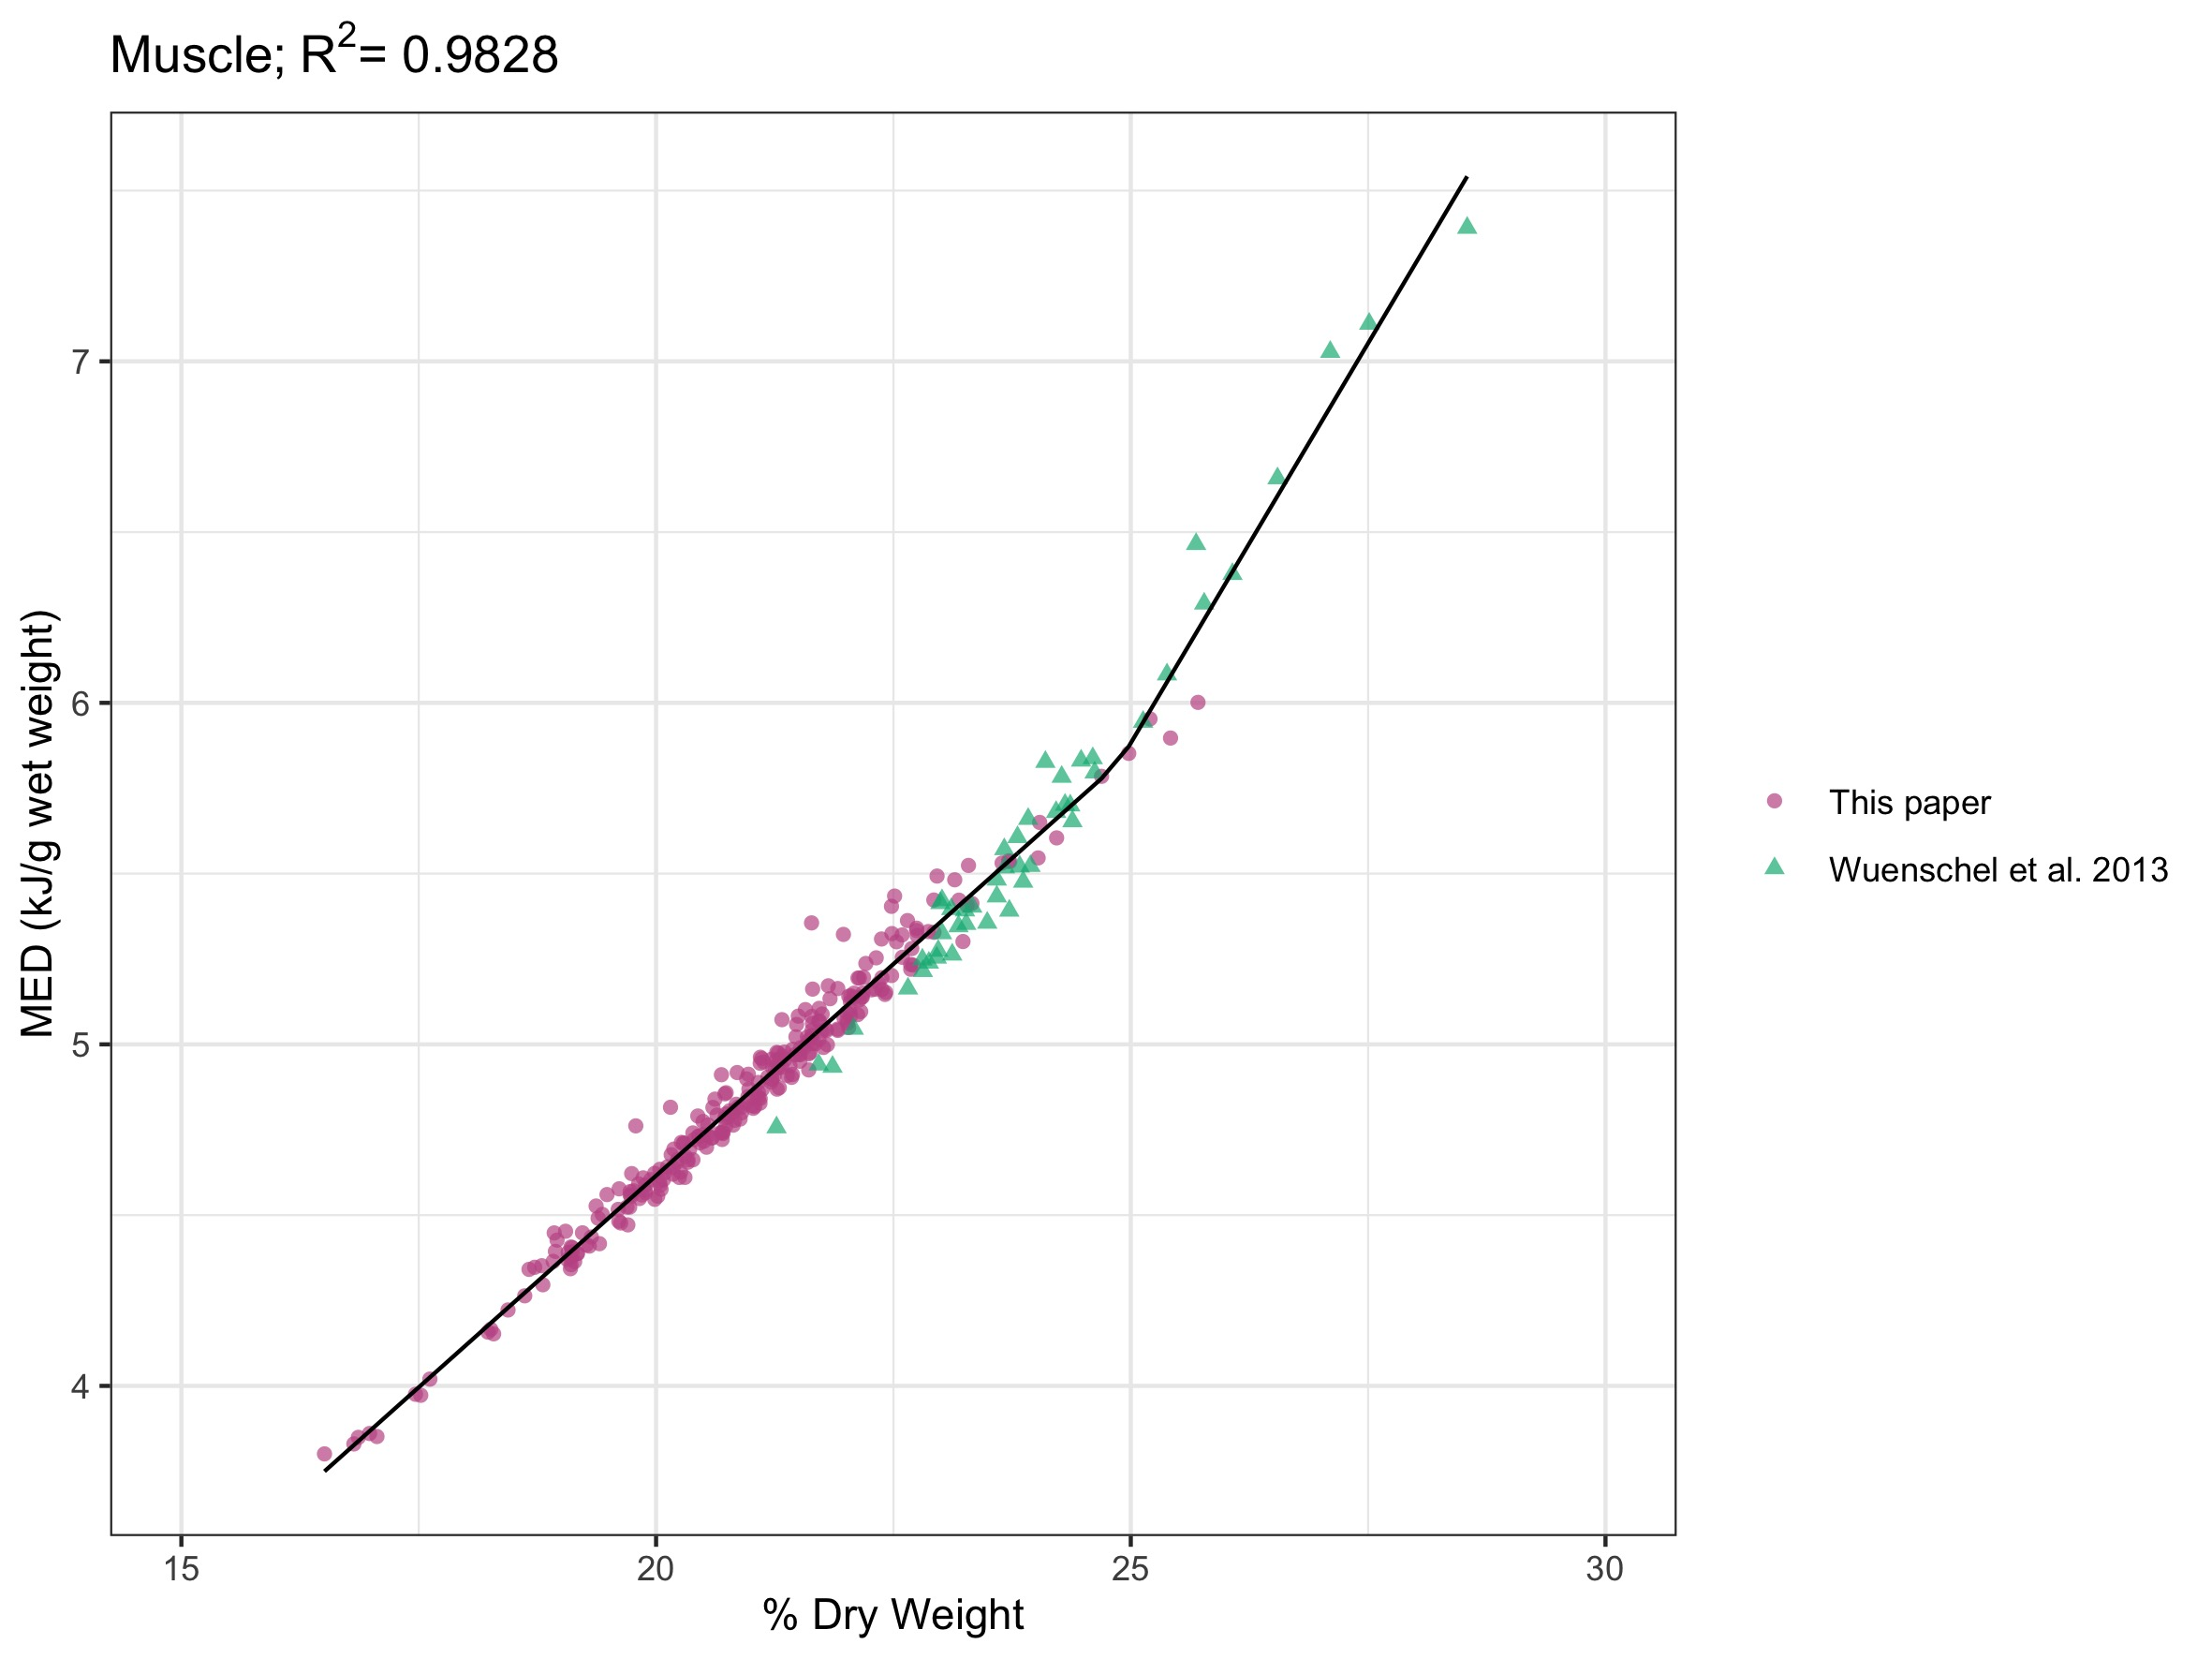 Muscle; R²= 0.9828
MED (kJ/g wet weight)
7
6
5
4
15 20 25 30
% Dry Weight
This paper
Wuenschel et al. 2013